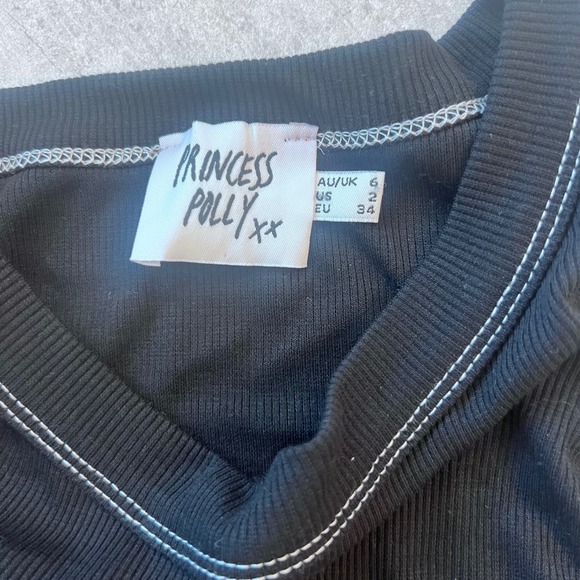 PRINCESS
POLLY xx
AU/UK 6
US 2
EU 34